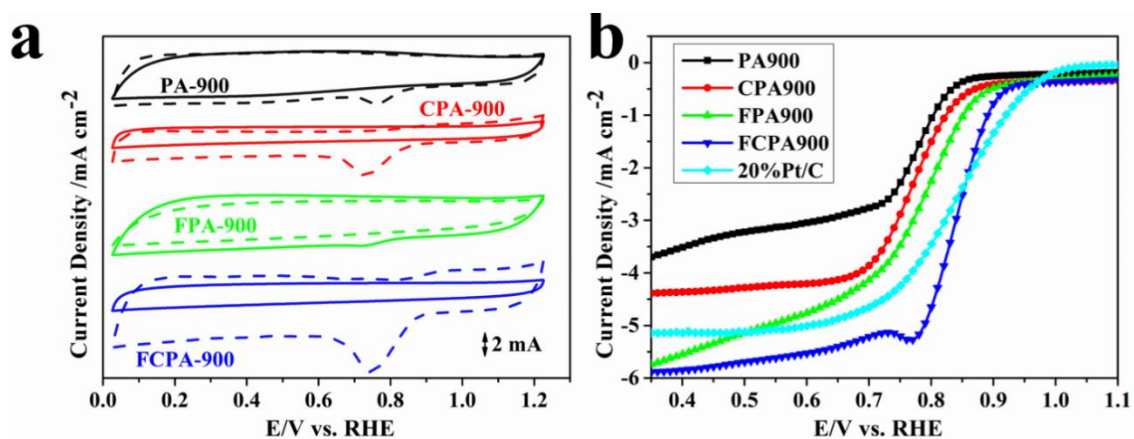 a
Current Density /mA cm-2
PA-900
CPA-900
FPA-900
FCPA-900
2 mA
0.0 0.2 0.4 0.6 0.8 1.0 1.2
E/V vs. RHE
b
Current Density /mA cm-2
PA900
CPA900
FPA900
FCPA900
20%Pt/C
0
-1
-2
-3
-4
-5
-6
0.4 0.5 0.6 0.7 0.8 0.9 1.0 1.1
E/V vs. RHE